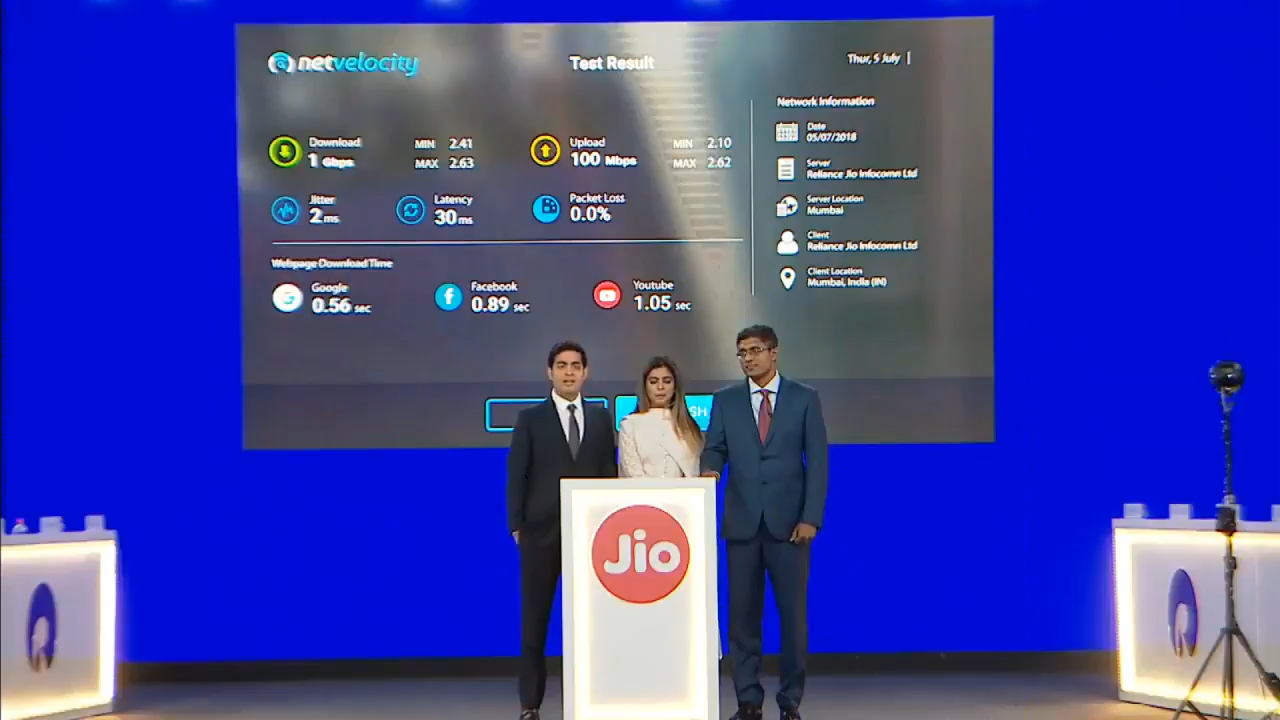 netvelocity
Test Result
Thur, 5 July
Download
1 Gbps
MIN 2.41
MAX 2.63
Upload
100 Mbps
MIN 2.10
MAX 2.62
Jitter
2 ms
Latency
30 ms
Packet Loss
0.0%
Webpage Download Time
Google
0.56 sec
Facebook
0.89 sec
Youtube
1.05 sec
Network Information
Date
05/07/2018
Server
Reliance Jio Infocomn Ltd
Server Location
Mumbai
Client
Reliance Jio Infocomn Ltd
Client Location
Mumbai, India (IN)
SH
Jio